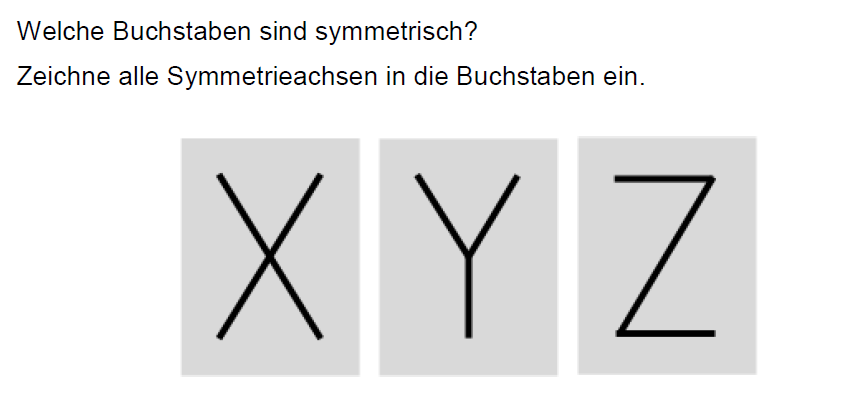 Welche Buchstaben sind symmetrisch?
Zeichne alle Symmetrieachsen in die Buchstaben ein.
X Y Z